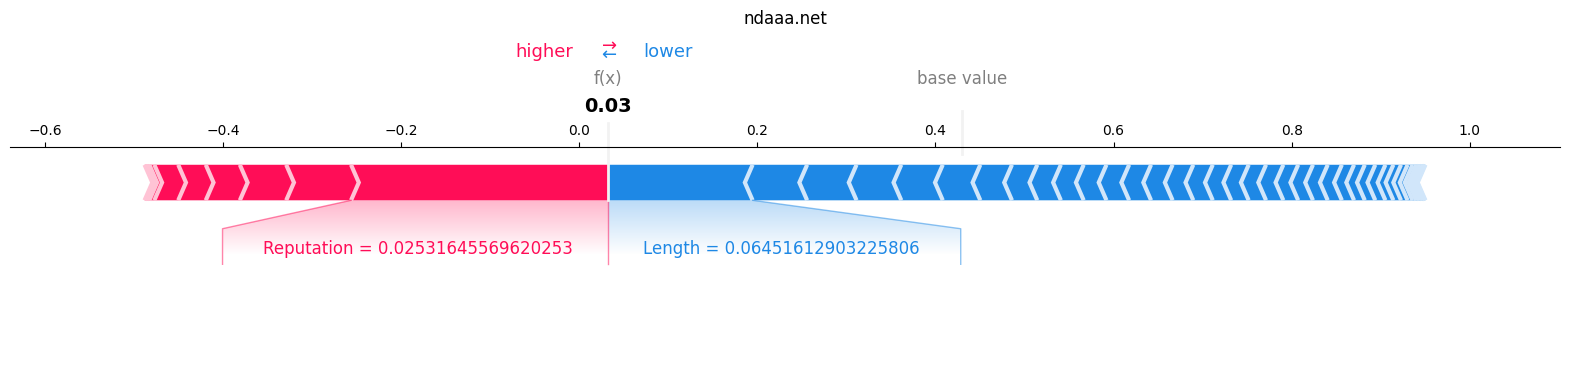 ndaaa.net
higher ⇄ lower
f(x) base value
0.03
−0.6 −0.4 −0.2 0.0 0.2 0.4 0.6 0.8 1.0
Reputation = 0.02531645569620253 Length = 0.06451612903225806